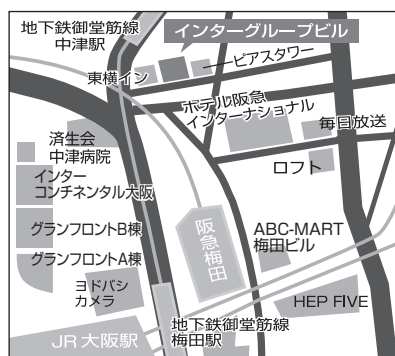 地下鉄御堂筋線
中津駅
インターグループビル
東横イン
ピアスタワー
ホテル阪急
インターナショナル
毎日放送
済生会
中津病院
ロフト
インター
コンチネンタル大阪
グランフロントB棟
阪急梅田
ABC-MART
梅田ビル
グランフロントA棟
ヨドバシ
カメラ
HEP FIVE
地下鉄御堂筋線
梅田駅
JR大阪駅